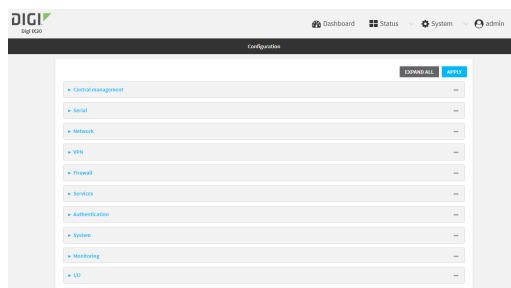 DIGI
Digi IX30
Dashboard
Status
System
admin
Configuration
EXPAND ALL
APPLY
Central management
Serial
Network
VPN
Firewall
Services
Authentication
System
Monitoring
I/O